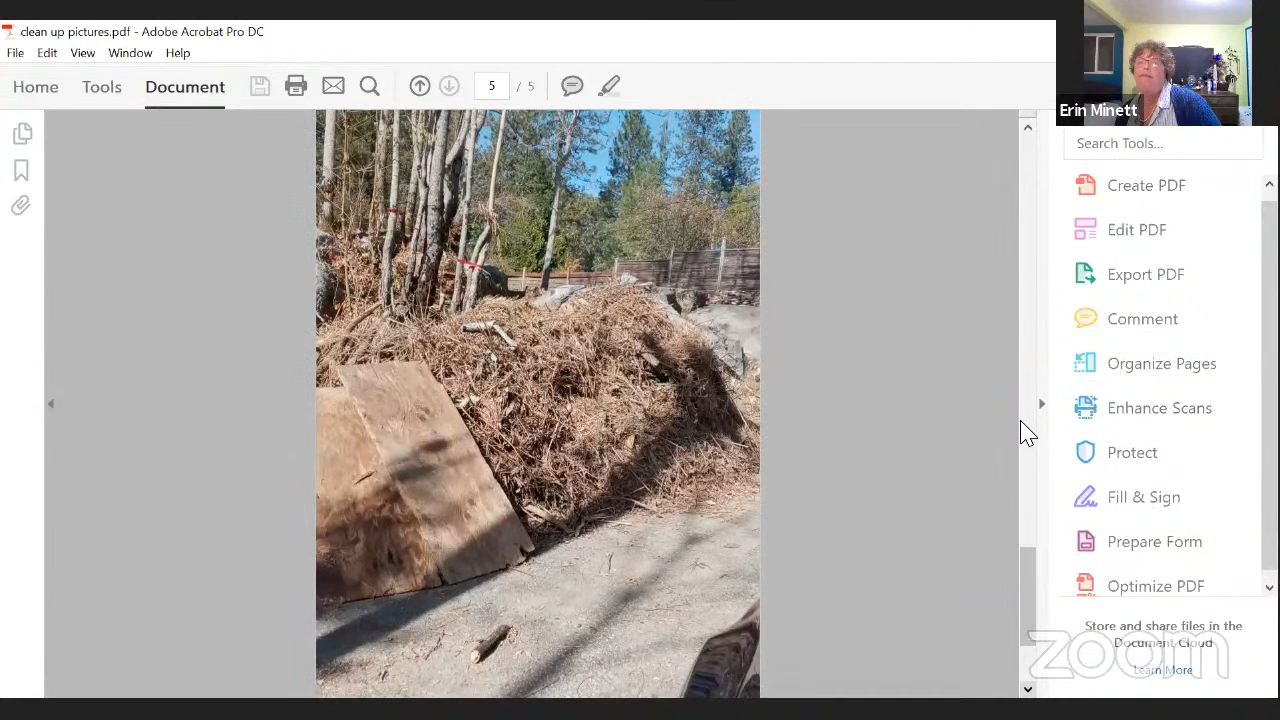 clean up pictures.pdf - Adobe Acrobat Pro DC
File Edit View Window Help
Home Tools Document 5 / 5
Erin Minett
Search Tools...
Create PDF
Edit PDF
Export PDF
Comment
Organize Pages
Enhance Scans
Protect
Fill & Sign
Prepare Form
Optimize PDF
Store and share files in the
Document Cloud
Learn More
zoom